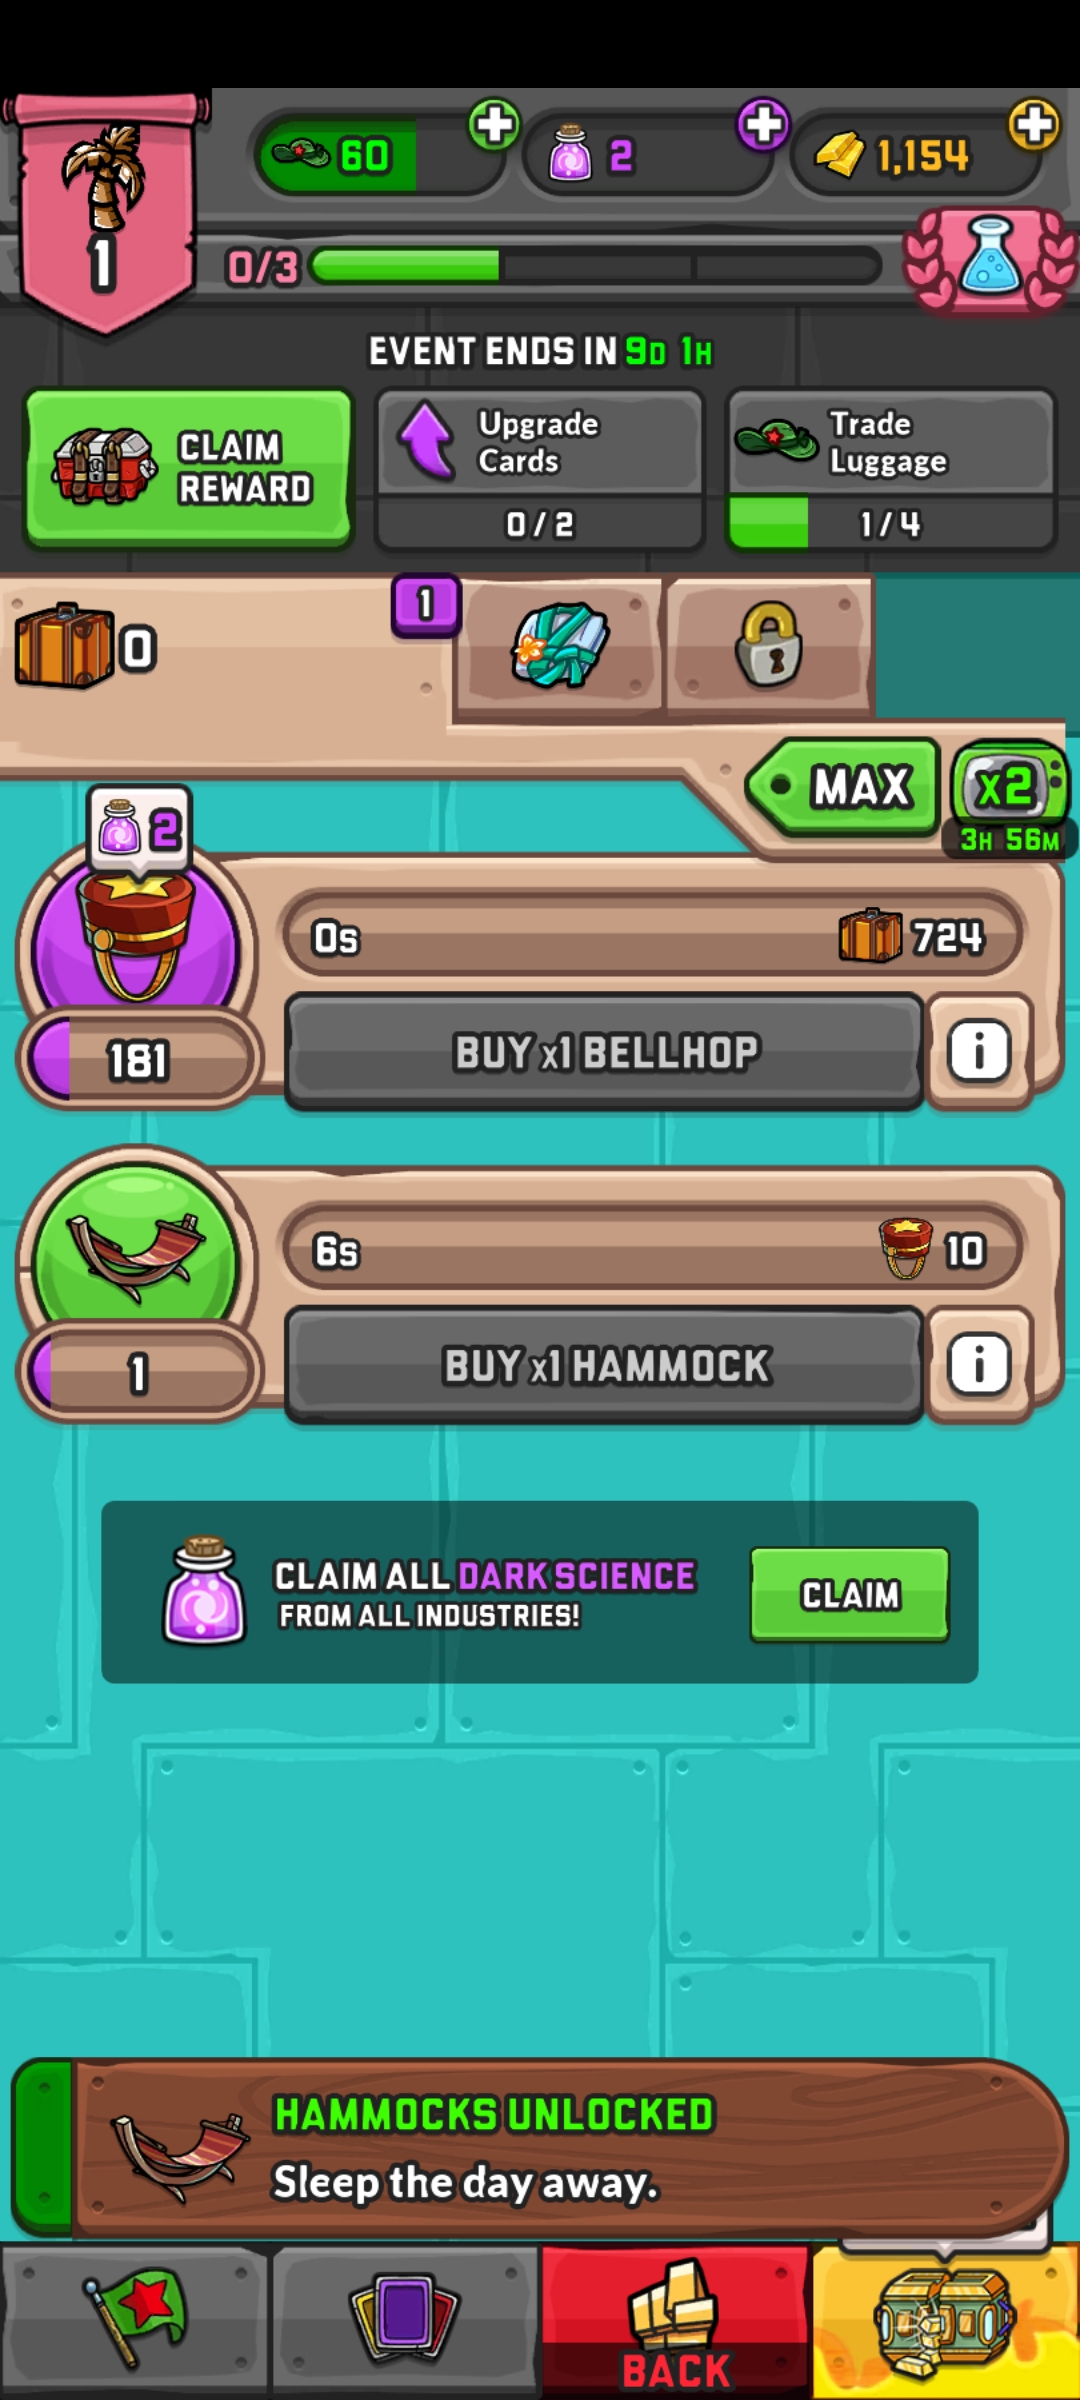 60
2
1,154
1
0/3
EVENT ENDS IN 9D 1H
CLAIM
REWARD
Upgrade
Cards
0 / 2
Trade
Luggage
1 / 4
0
1
MAX
x2
3H 56M
2
0s
724
181
BUY x1 BELLHOP
i
6s
10
1
BUY x1 HAMMOCK
i
CLAIM ALL DARK SCIENCE
FROM ALL INDUSTRIES!
CLAIM
HAMMOCKS UNLOCKED
Sleep the day away.
BACK